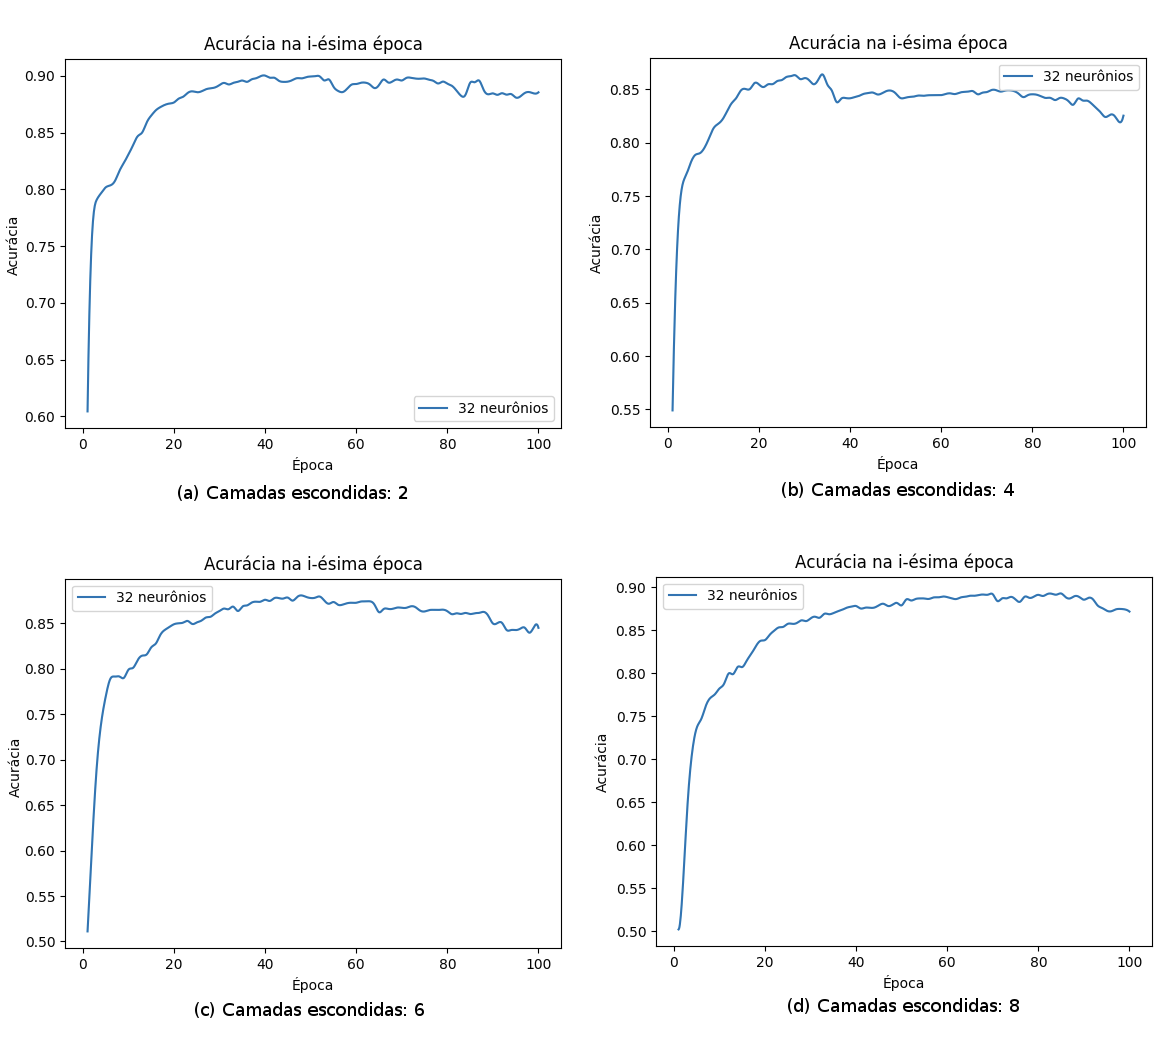 Acurácia na i-ésima época
0.90
0.85
0.80
0.75
0.70
0.65
0.60
Acurácia
32 neurônios
0 20 40 60 80 100
Época
(a) Camadas escondidas: 2
Acurácia na i-ésima época
32 neurônios
0.85
0.80
0.75
0.70
0.65
0.60
0.55
Acurácia
0 20 40 60 80 100
Época
(b) Camadas escondidas: 4
Acurácia na i-ésima época
32 neurônios
0.85
0.80
0.75
0.70
0.65
0.60
0.55
0.50
Acurácia
0 20 40 60 80 100
Época
(c) Camadas escondidas: 6
Acurácia na i-ésima época
32 neurônios
0.90
0.85
0.80
0.75
0.70
0.65
0.60
0.55
0.50
Acurácia
0 20 40 60 80 100
Época
(d) Camadas escondidas: 8